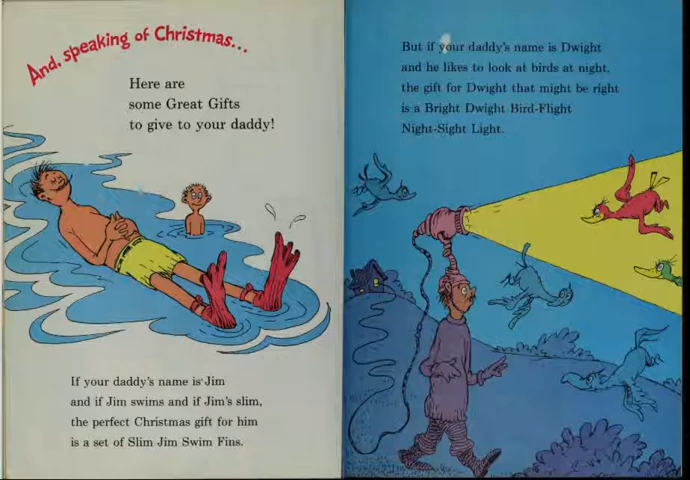 And, speaking of Christmas...
Here are
some Great Gifts
to give to your daddy!
If your daddy's name is Jim
and if Jim swims and if Jim's slim,
the perfect Christmas gift for him
is a set of Slim Jim Swim Fins.
But if your daddy's name is Dwight
and he likes to look at birds at night,
the gift for Dwight that might be right
is a Bright Dwight Bird-Flight
Night-Sight Light.